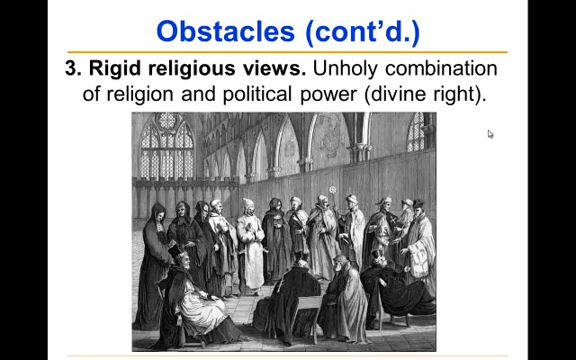 Obstacles (cont’d.)
3. Rigid religious views. Unholy combination
of religion and political power (divine right).